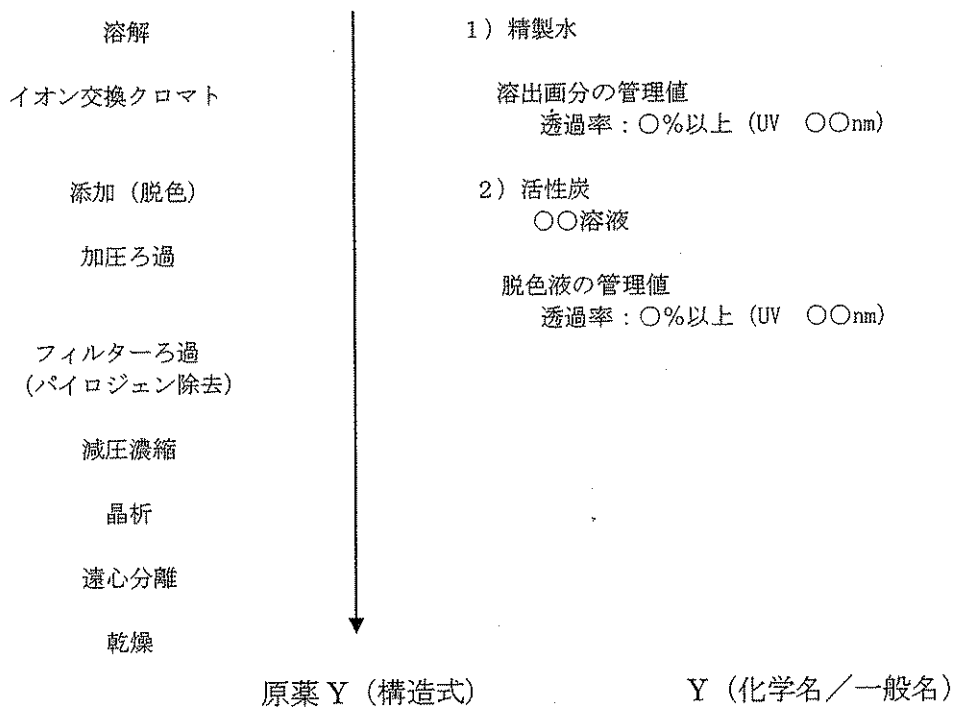 溶解
1）精製水
イオン交換クロマト
溶出画分の管理値
透過率：○％以上（UV ○○nm）
添加（脱色）
2）活性炭
○○溶液
加圧ろ過
脱色液の管理値
透過率：○％以上（UV ○○nm）
フィルターろ過
（パイロジェン除去）
減圧濃縮
晶析
遠心分離
乾燥
原薬 Y（構造式）
Y（化学名／一般名）